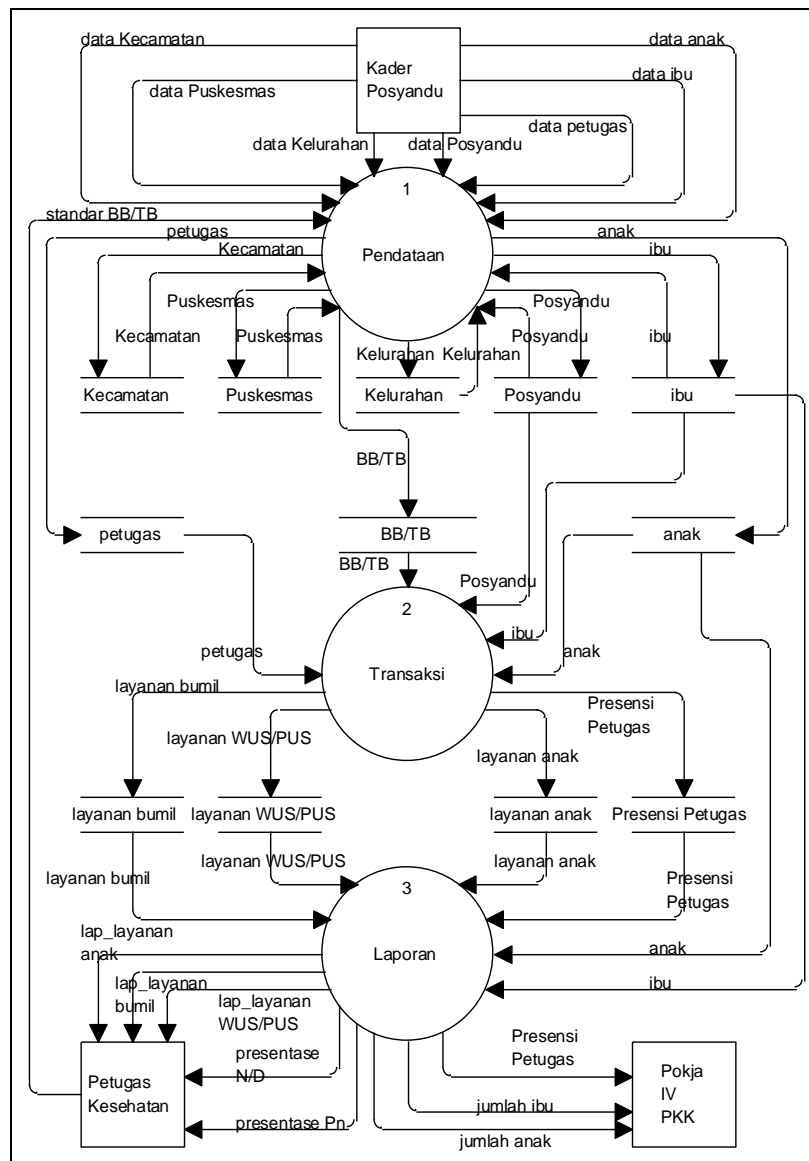 data Kecamatan
Kader
Posyandu
data anak
data ibu
data Puskesmas
data petugas
data Kelurahan
data Posyandu
1
Pendataan
standar BB/TB
petugas
Kecamatan
anak
ibu
Puskesmas
Posyandu
Kecamatan
Puskesmas
Kelurahan
Kelurahan
Posyandu
ibu
Kecamatan
Puskesmas
Kelurahan
Posyandu
ibu
BB/TB
petugas
BB/TB
anak
BB/TB
Posyandu
2
Transaksi
ibu
petugas
anak
layanan bumil
layanan WUS/PUS
Presensi
Petugas
layanan anak
layanan bumil
layanan WUS/PUS
layanan anak
Presensi Petugas
layanan WUS/PUS
layanan anak
layanan bumil
Presensi
Petugas
3
Laporan
lap_layanan
anak
anak
lap_layanan
bumil
ibu
lap_layanan
WUS/PUS
presentase
N/D
Presensi
Petugas
Petugas
Kesehatan
Pokja
IV
PKK
jumlah ibu
presentase Pn
jumlah anak